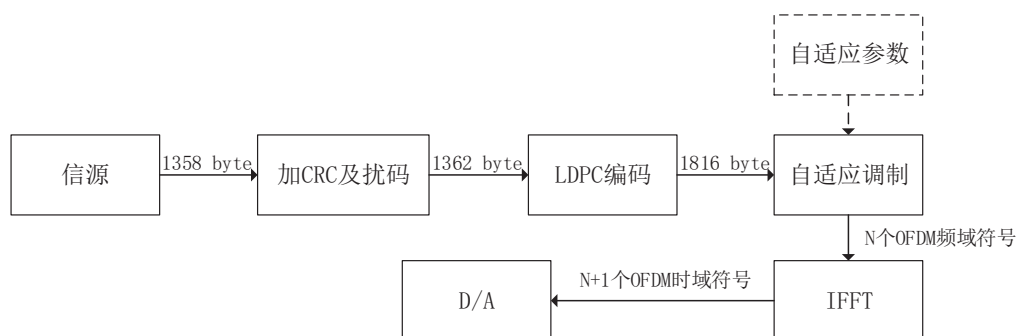 自适应参数
信源
1358 byte
加CRC及扰码
1362 byte
LDPC编码
1816 byte
自适应调制
N个OFDM频域符号
D/A
N+1个OFDM时域符号
IFFT